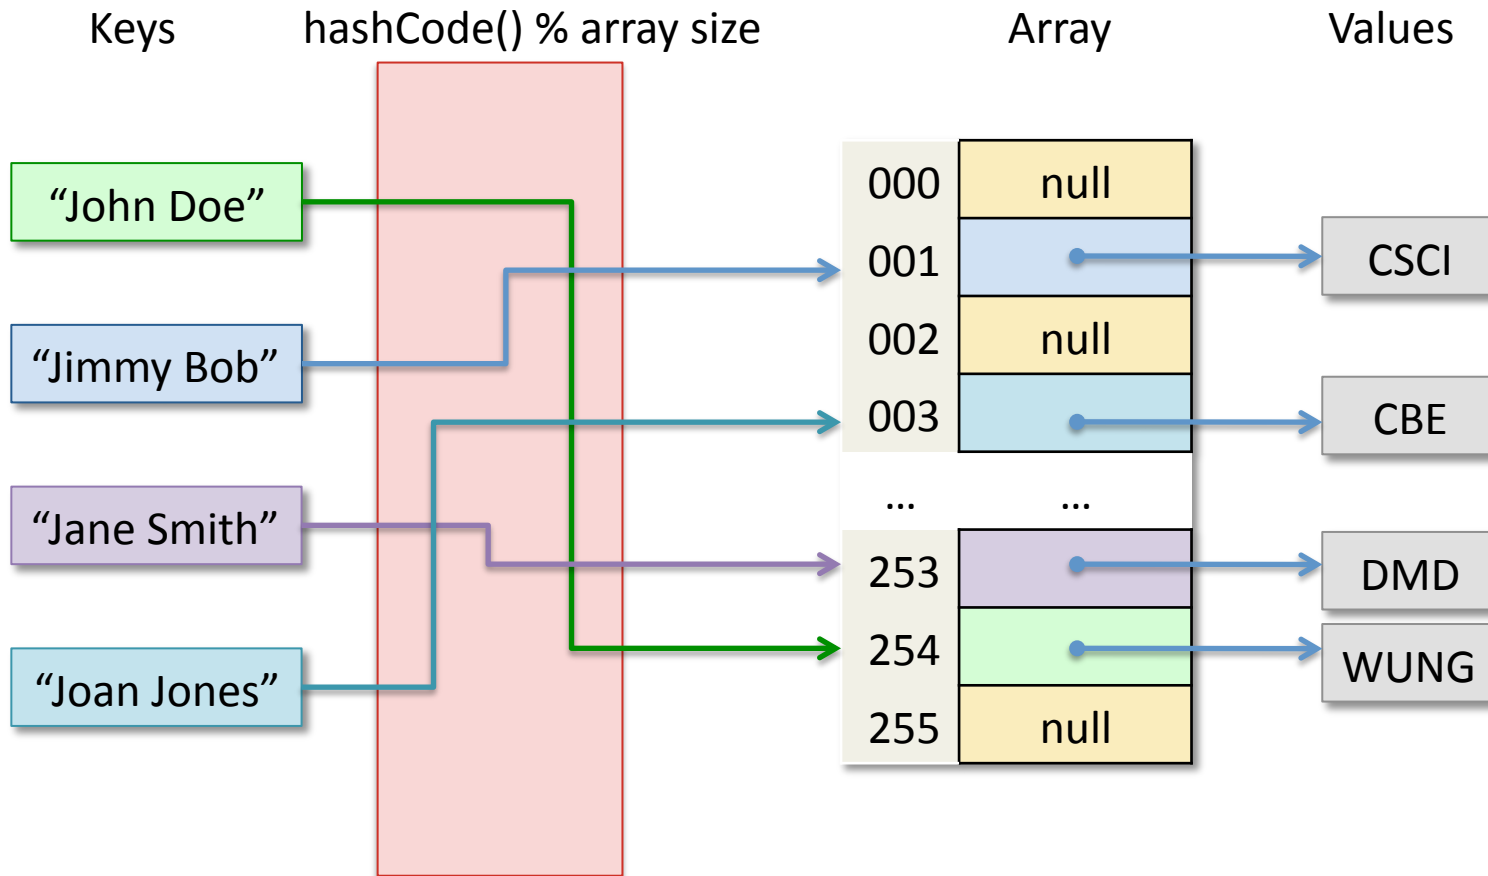 Keys hashCode() % array size Array Values
“John Doe”
“Jimmy Bob”
“Jane Smith”
“Joan Jones”
000 null
001
002 null
003
... ...
253
254
255 null
CSCI
CBE
DMD
WUNG